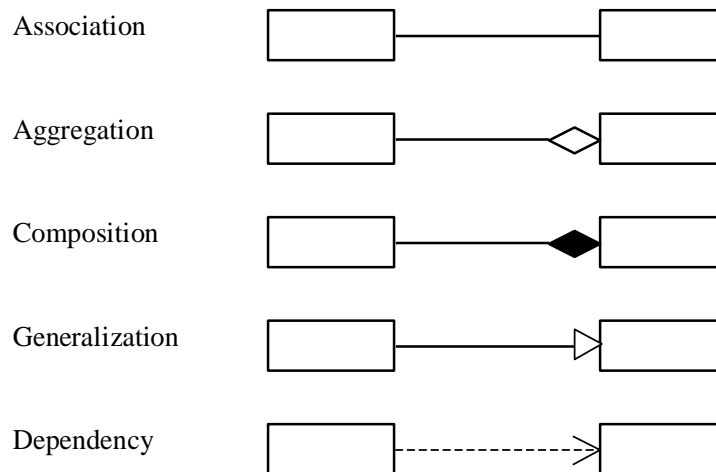 Association
Aggregation
Composition
Generalization
Dependency